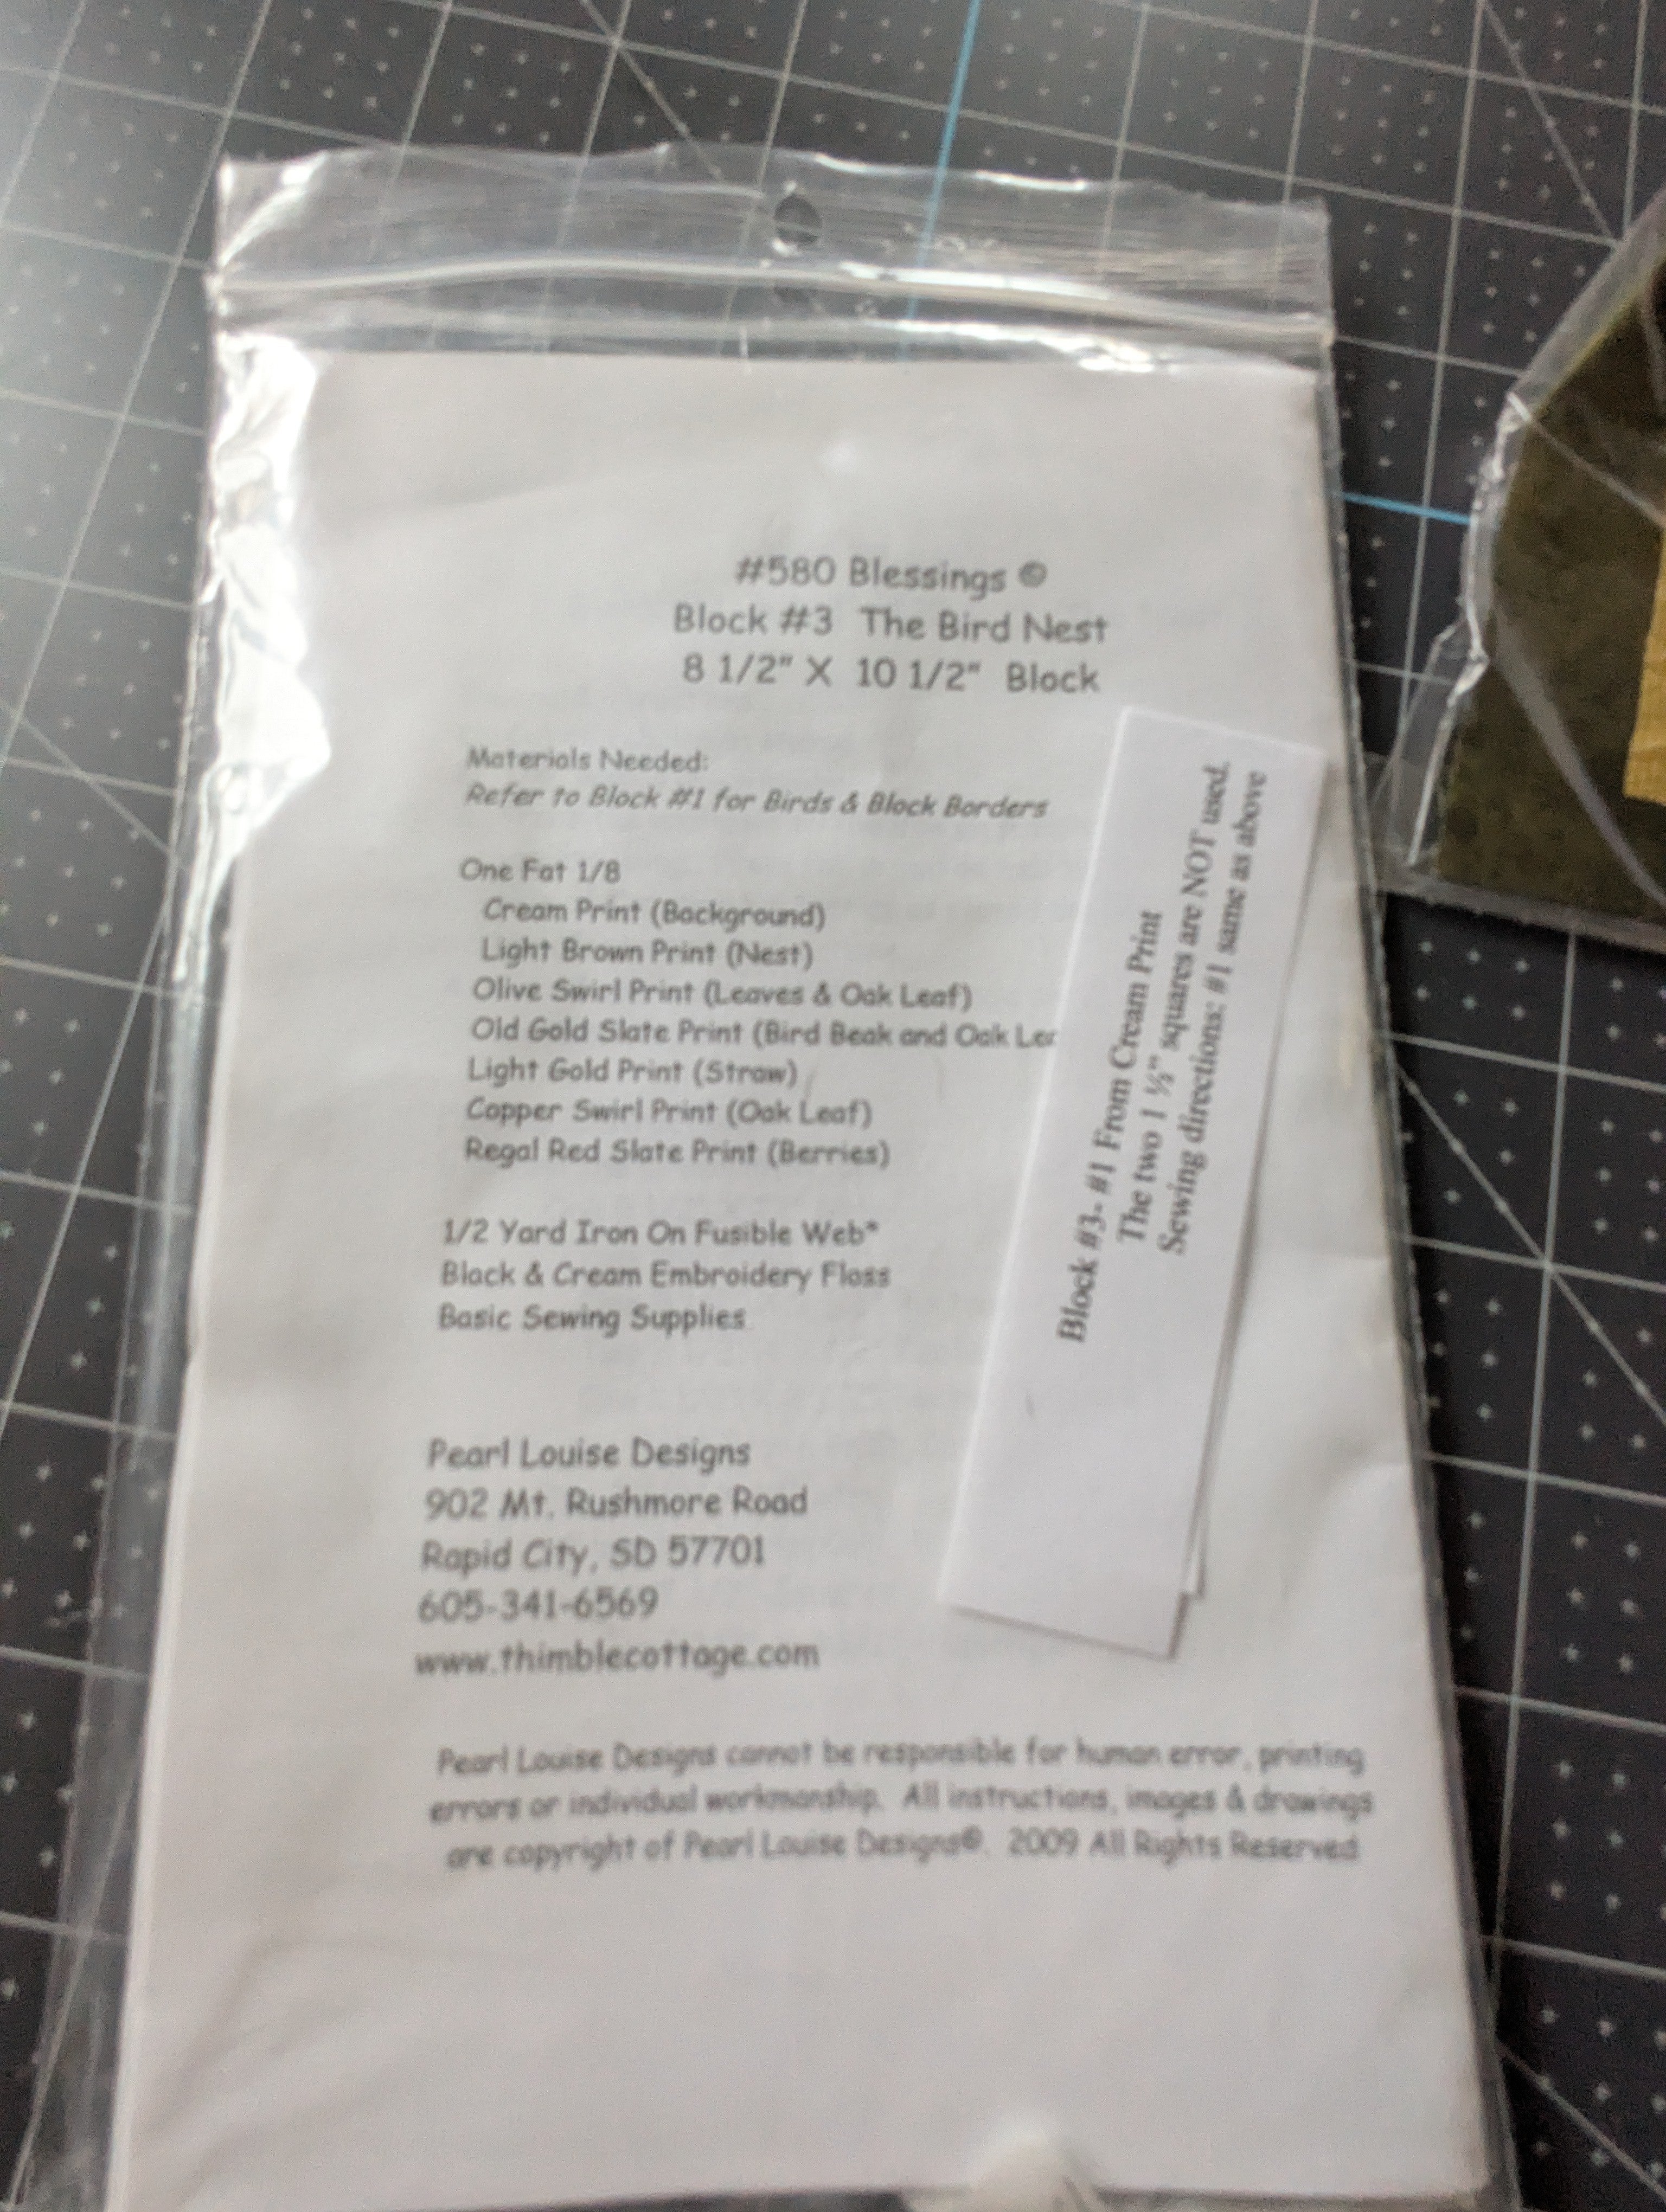 #580 Blessings ©
Block #3 The Bird Nest
8 1/2" X 10 1/2" Block
Materials Needed:
Refer to Block #1 for Birds & Block Borders
One Fat 1/8
Cream Print (Background)
Light Brown Print (Nest)
Olive Swirl Print (Leaves & Oak Leaf)
Old Gold Slate Print (Bird Beak and Oak
Light Gold Print (Straw)
Copper Swirl Print (Oak Leaf)
Regal Red Slate Print (Berries)
1/2 Yard Iron On Fusible Web*
Black & Cream Embroidery Floss
Basic Sewing Supplies
Pearl Louise Designs
902 Mt. Rushmore Road
Rapid City, SD 57701
605-341-6569
www.thimblecottage.com
Pearl Louise Designs cannot be responsible for human error, printing
errors or individual workmanship. All instructions, images & drawings
are copyright of Pearl Louise Designs©. 2009 All Rights Reserved
Block #3- #1 From Cream Print
The two 1 ½" squares are NOT used.
Sewing directions: #1 same as above